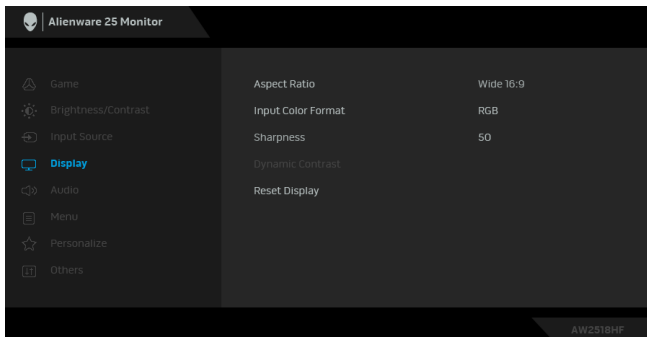 Alienware 25 Monitor
Game
Aspect Ratio Wide 16:9
Brightness/Contrast
Input Color Format RGB
Input Source
Sharpness 50
Display
Dynamic Contrast
Audio
Reset Display
Menu
Personalize
Others
AW2518HF